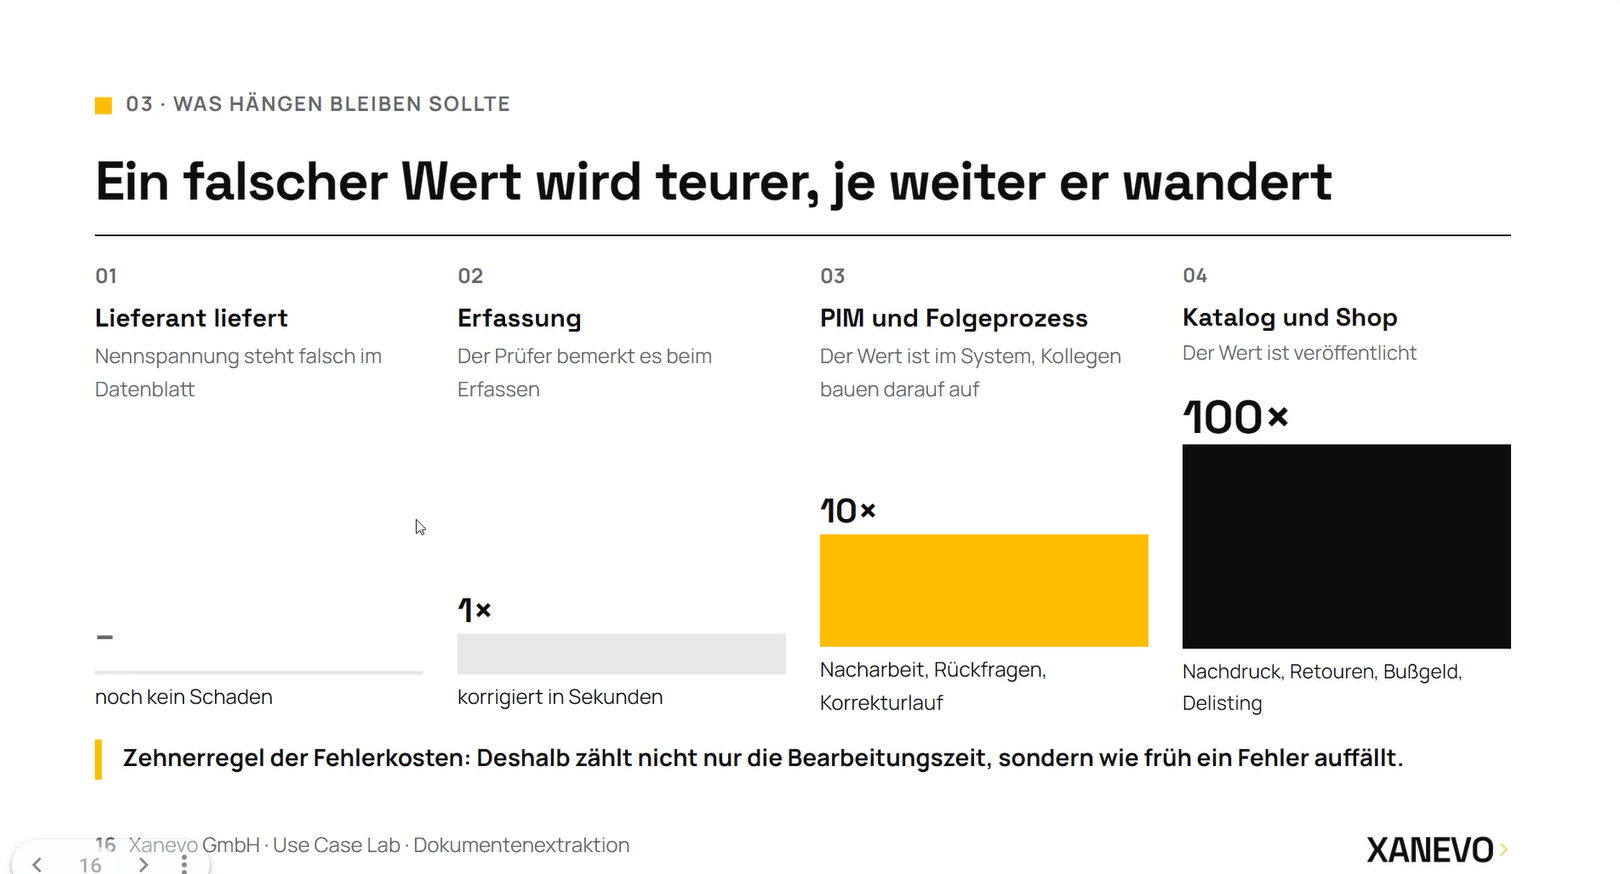 03 · WAS HÄNGEN BLEIBEN SOLLTE
Ein falscher Wert wird teurer, je weiter er wandert
01
Lieferant liefert
Nennspannung steht falsch im
Datenblatt
–
noch kein Schaden
02
Erfassung
Der Prüfer bemerkt es beim
Erfassen
1×
korrigiert in Sekunden
03
PIM und Folgeprozess
Der Wert ist im System, Kollegen
bauen darauf auf
10×
Nacharbeit, Rückfragen,
Korrekturlauf
04
Katalog und Shop
Der Wert ist veröffentlicht
100×
Nachdruck, Retouren, Bußgeld,
Delisting
Zehnerregel der Fehlerkosten: Deshalb zählt nicht nur die Bearbeitungszeit, sondern wie früh ein Fehler auffällt.
16 Xanevo GmbH · Use Case Lab · Dokumentenextraktion
XANEVO
16